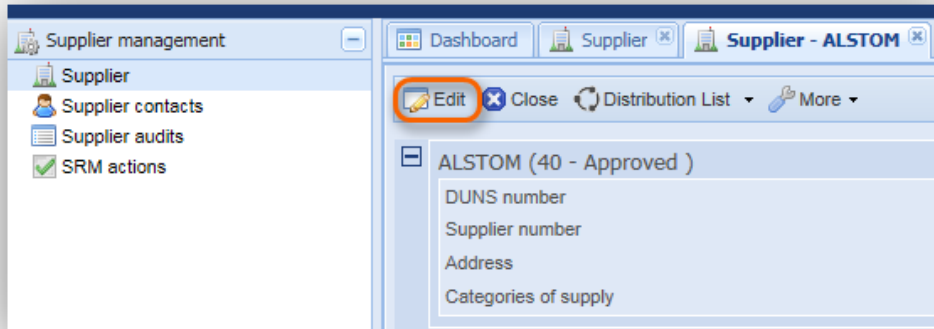 Supplier management
Supplier
Supplier contacts
Supplier audits
SRM actions
Dashboard Supplier Supplier - ALSTOM
Edit Close Distribution List More
ALSTOM (40 - Approved )
DUNS number
Supplier number
Address
Categories of supply